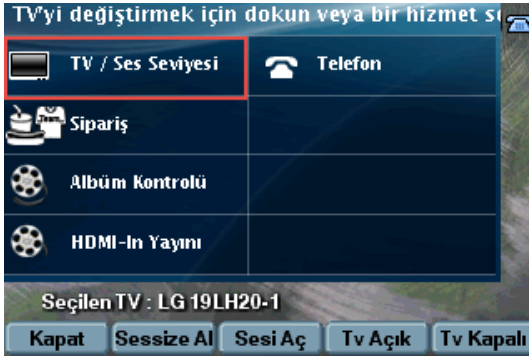 TV'yi değiştirmek için dokun veya bir hizmet
TV / Ses Seviyesi
Telefon
Sipariş
Albüm Kontrolü
HDMI-In Yayını
Seçilen TV : LG 19LH20-1
Kapat
Sessize Al
Sesi Aç
Tv Açık
Tv Kapalı